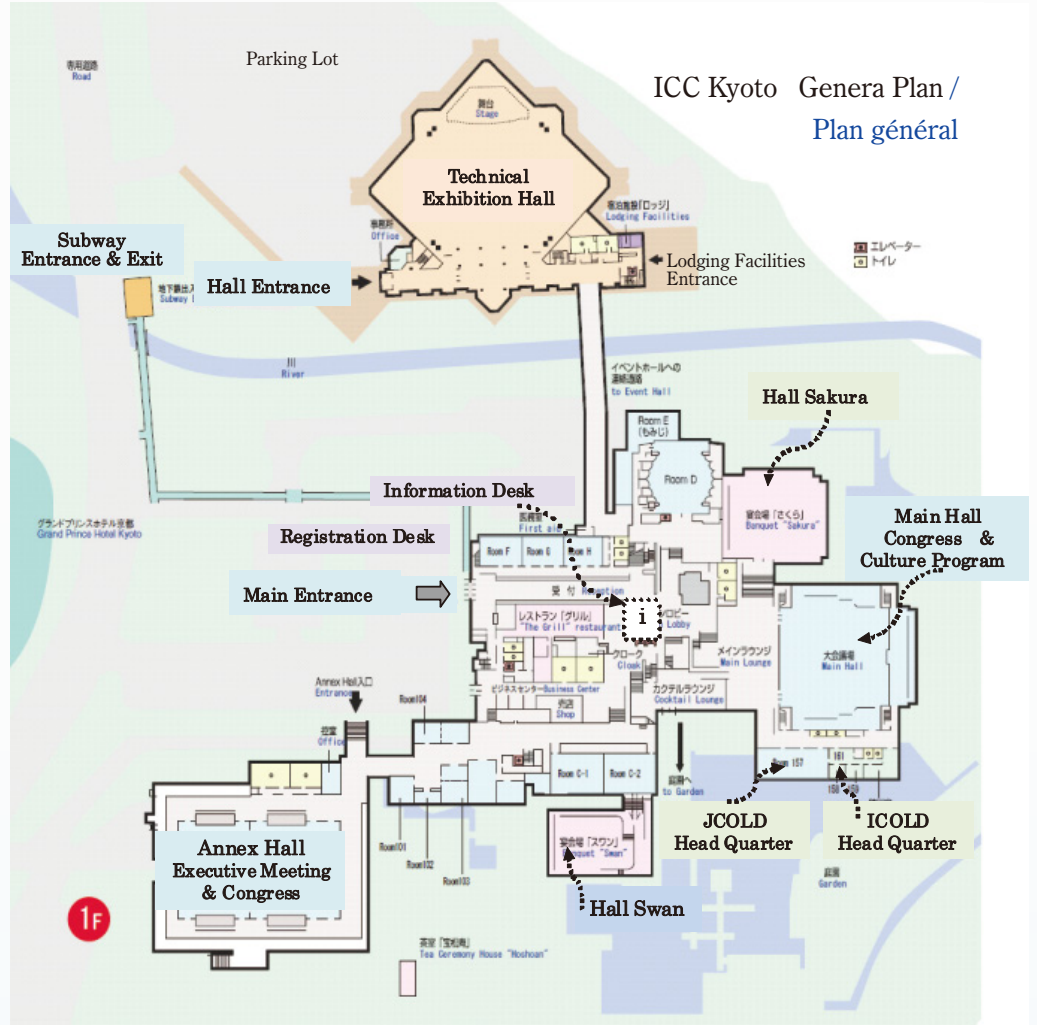 ICC Kyoto Genera Plan /
Plan général
専用道路
Road
Parking Lot
舞台
Stage
Technical
Exhibition Hall
宿泊施設「ロッジ」
Lodging Facilities
事務所
Office
Subway
Entrance & Exit
Hall Entrance
Lodging Facilities
Entrance
エレベーター
トイレ
地下鉄出入
Subway
川
River
イベントホールへの
連絡通路
to Event Hall
Hall Sakura
Room E
(もみじ)
Room D
Information Desk
宴会場「さくら」
Banquet "Sakura"
Main Hall
Congress &
Culture Program
グランドプリンスホテル京都
Grand Prince Hotel Kyoto
医務室
First aid
Registration Desk
Room F
Room G
Room H
Main Entrance
受付 Reception
i
レストラン「グリル」
"The Grill" restaurant
ロビー
Lobby
メインラウンジ
Main Lounge
大会議場
Main Hall
クローク
Cloak
ビジネスセンター Business Center
カクテルラウンジ
Cocktail Lounge
売店
Shop
Annex Hall入口
Entrance
Room104
控室
Office
Room C-1
Room C-2
庭園へ
to Garden
Room 157
161
158
159
JCOLD
Head Quarter
ICOLD
Head Quarter
Room101
Room102
Room103
宴会場「スワン」
Banquet "Swan"
Annex Hall
Executive Meeting
& Congress
庭園
Garden
Hall Swan
1F
茶室「宝松庵」
Tea Ceremony House "Hoshoan"